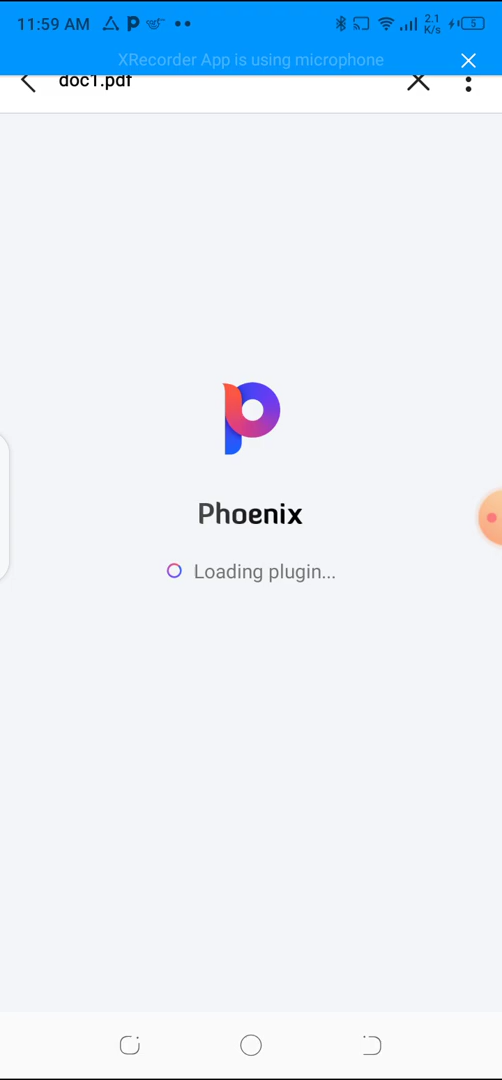 11:59 AM
2.1
K/s
5
XRecorder App is using microphone
doc1.pdf
Phoenix
Loading plugin...